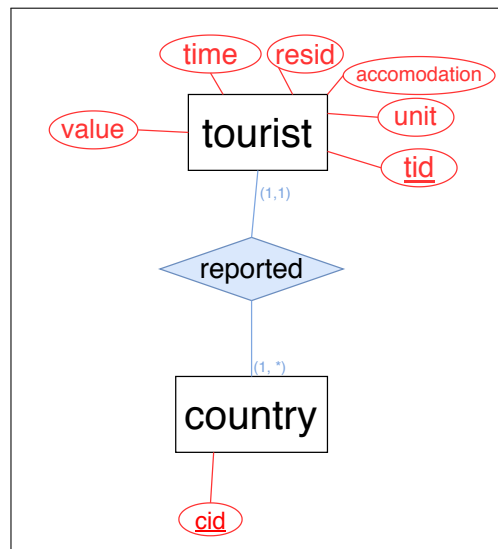 time
resid
accomodation
value
tourist
unit
tid
(1,1)
reported
(1, *)
country
cid